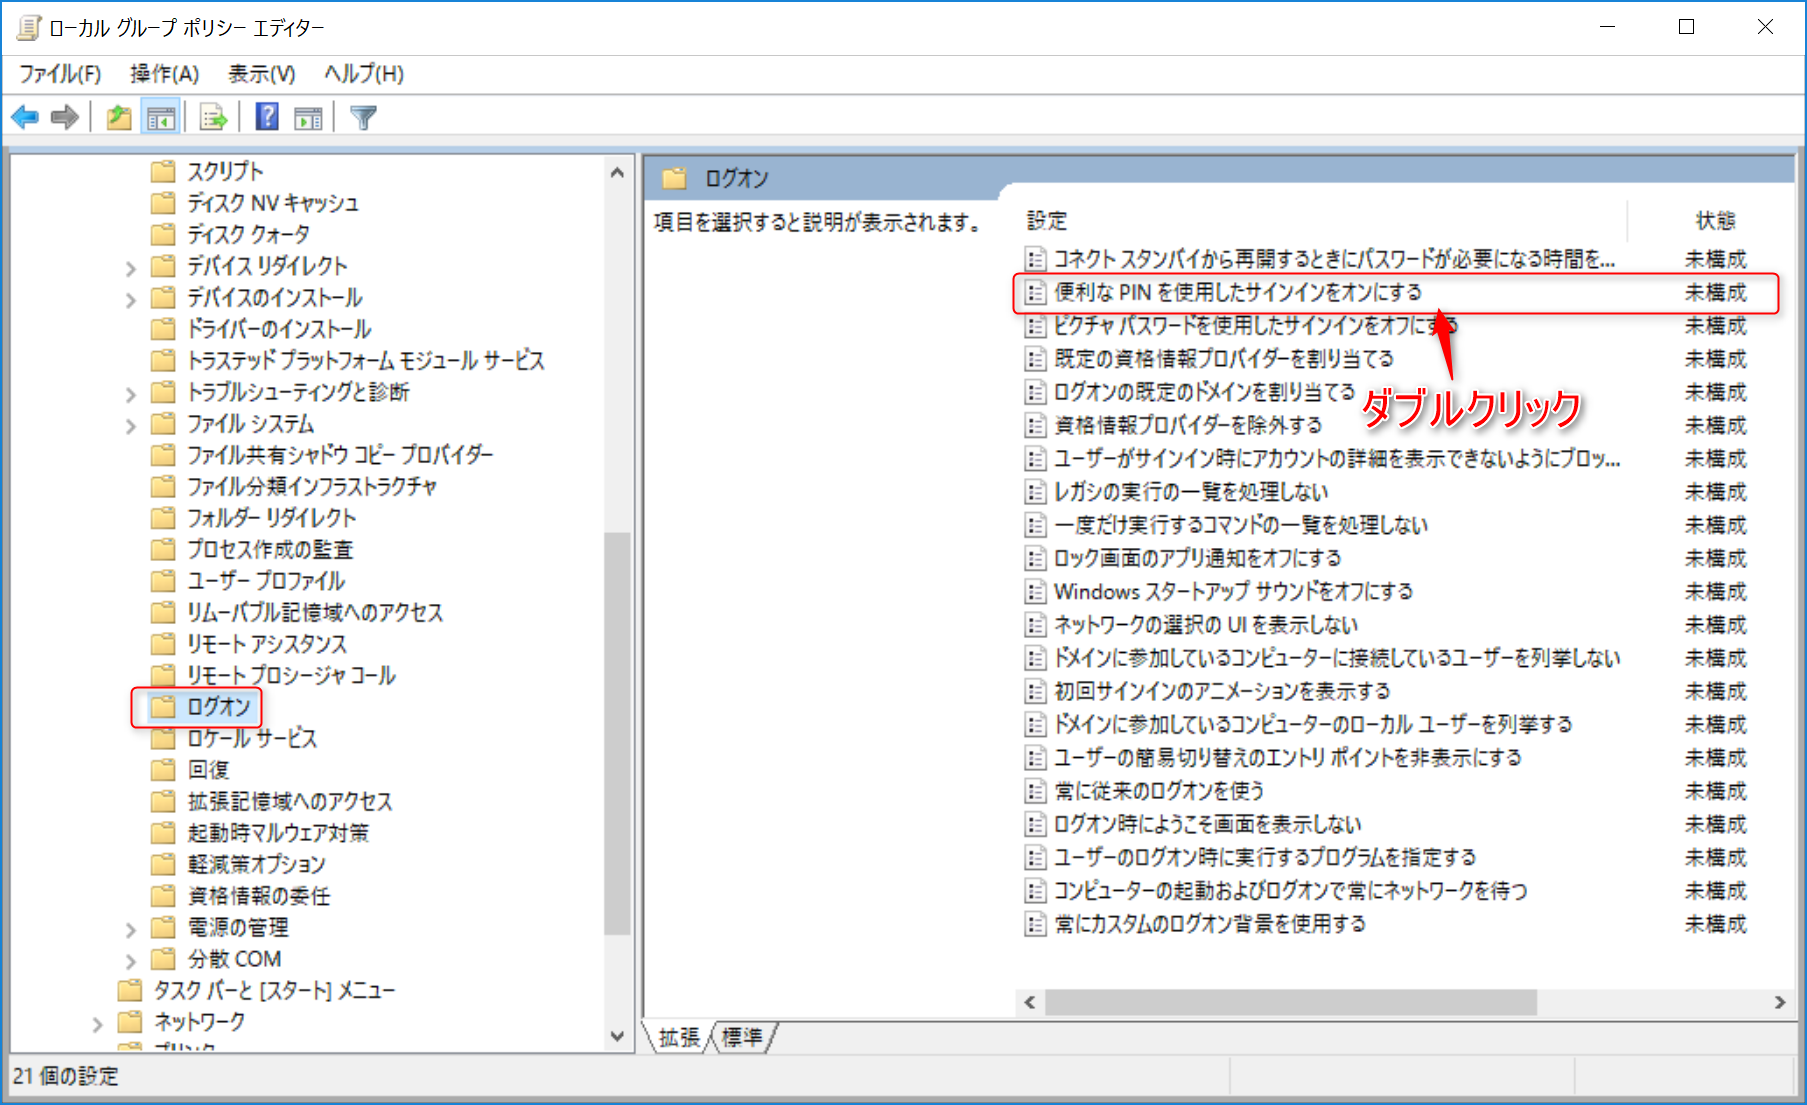 ローカル グループ ポリシー エディター
ファイル(F) 操作(A) 表示(V) ヘルプ(H)
スクリプト
ディスク NV キャッシュ
ディスク クォータ
デバイス リダイレクト
デバイスのインストール
ドライバーのインストール
トラステッド プラットフォーム モジュール サービス
トラブルシューティングと診断
ファイル システム
ファイル共有シャドウ コピー プロバイダー
ファイル分類インフラストラクチャ
フォルダー リダイレクト
プロセス作成の監査
ユーザー プロファイル
リムーバブル記憶域へのアクセス
リモート アシスタンス
リモート プロシージャ コール
ログオン
ロケール サービス
回復
拡張記憶域へのアクセス
起動時マルウェア対策
軽減策オプション
資格情報の委任
電源の管理
分散 COM
タスク バーと [スタート] メニュー
ネットワーク
プリンター
ログオン
項目を選択すると説明が表示されます。
設定 状態
コネクト スタンバイから再開するときにパスワードが必要になる時間を... 未構成
便利な PIN を使用したサインインをオンにする 未構成
ピクチャ パスワードを使用したサインインをオフにする 未構成
既定の資格情報プロバイダーを割り当てる 未構成
ログオンの既定のドメインを割り当てる 未構成
ダブルクリック
資格情報プロバイダーを除外する 未構成
ユーザーがサインイン時にアカウントの詳細を表示できないようにブロッ... 未構成
レガシの実行の一覧を処理しない 未構成
一度だけ実行するコマンドの一覧を処理しない 未構成
ロック画面のアプリ通知をオフにする 未構成
Windows スタートアップ サウンドをオフにする 未構成
ネットワークの選択の UI を表示しない 未構成
ドメインに参加しているコンピューターに接続しているユーザーを列挙しない 未構成
初回サインインのアニメーションを表示する 未構成
ドメインに参加しているコンピューターのローカル ユーザーを列挙する 未構成
ユーザーの簡易切り替えのエントリ ポイントを非表示にする 未構成
常に従来のログオンを使う 未構成
ログオン時にようこそ画面を表示しない 未構成
ユーザーのログオン時に実行するプログラムを指定する 未構成
コンピューターの起動およびログオンで常にネットワークを待つ 未構成
常にカスタムのログオン背景を使用する 未構成
拡張 標準
21 個の設定